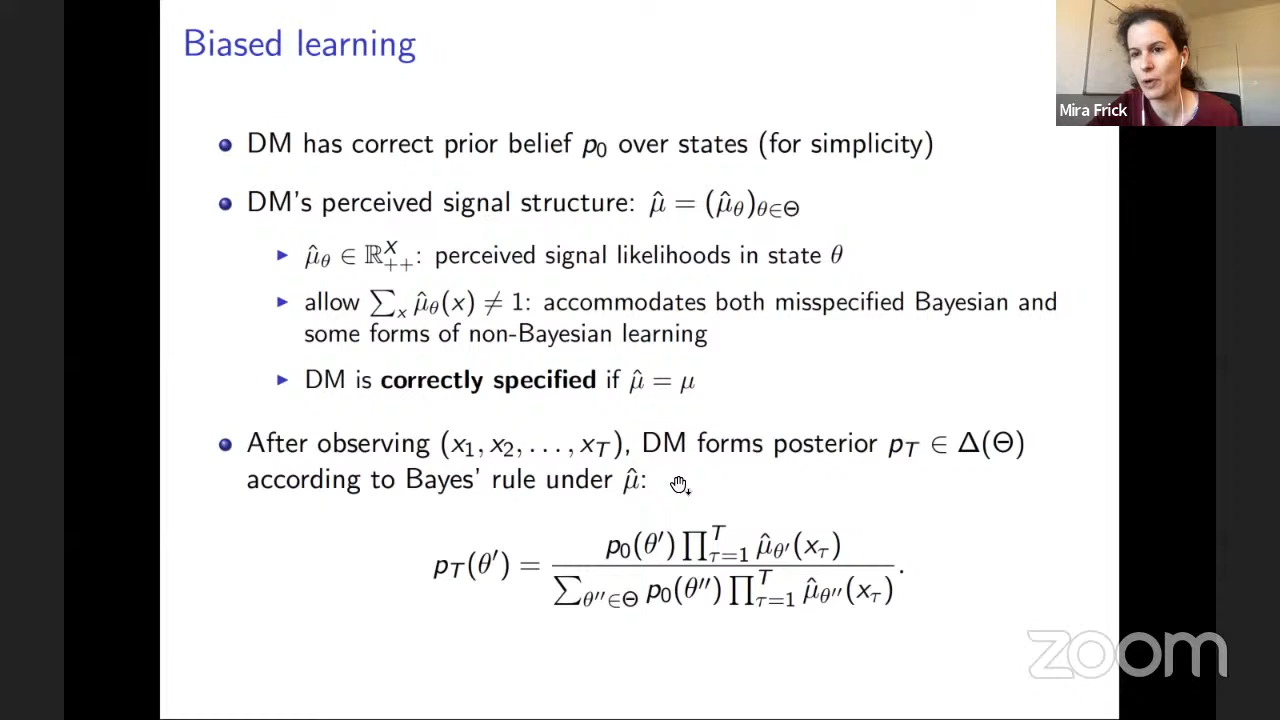 Biased learning
Mira Frick
DM has correct prior belief p₀ over states (for simplicity)
DM's perceived signal structure: μ̂ = (μ̂_θ)_{θ∈Θ}
μ̂_θ ∈ ℝ^X_{++}: perceived signal likelihoods in state θ
allow ∑_x μ̂_θ(x) ≠ 1: accommodates both misspecified Bayesian and
some forms of non-Bayesian learning
DM is correctly specified if μ̂ = μ
After observing (x₁, x₂, . . . , x_T), DM forms posterior p_T ∈ Δ(Θ)
according to Bayes' rule under μ̂:
p_T(θ′) = p₀(θ′) ∏^T_{τ=1} μ̂_{θ′}(x_τ) / ∑_{θ″∈Θ} p₀(θ″) ∏^T_{τ=1} μ̂_{θ″}(x_τ) .
zoom